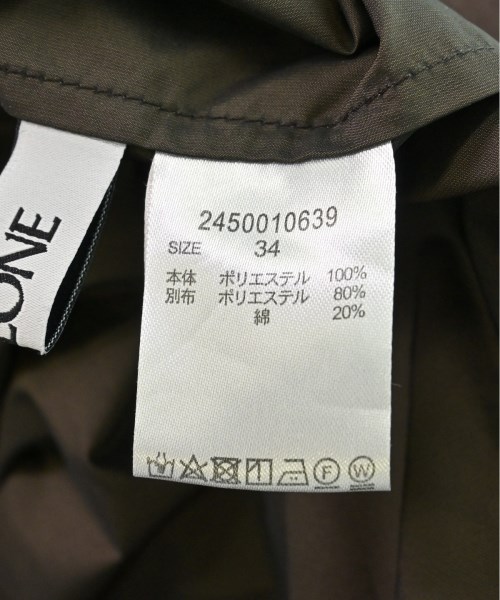 LONE
2450010639
SIZE 34
本体 ポリエステル 100%
別布 ポリエステル 80%
綿 20%
F W